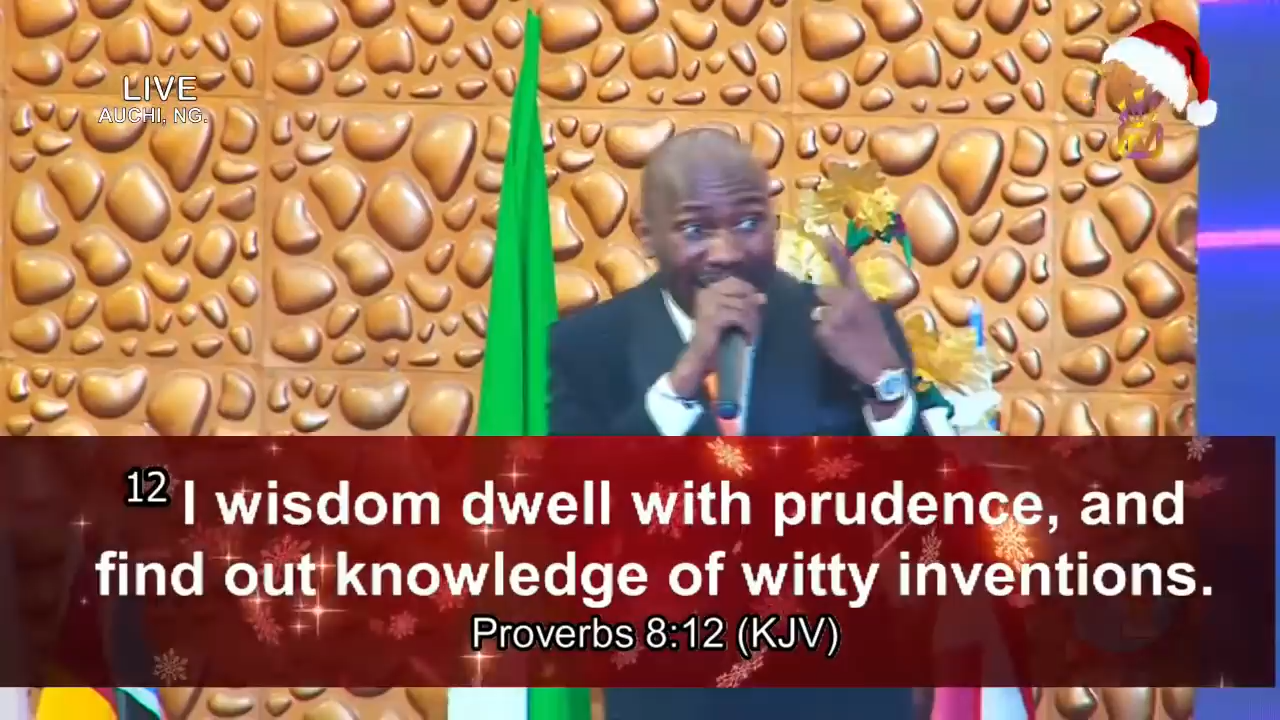 LIVE
AUCHI, NG.
12 I wisdom dwell with prudence, and
find out knowledge of witty inventions.
Proverbs 8:12 (KJV)